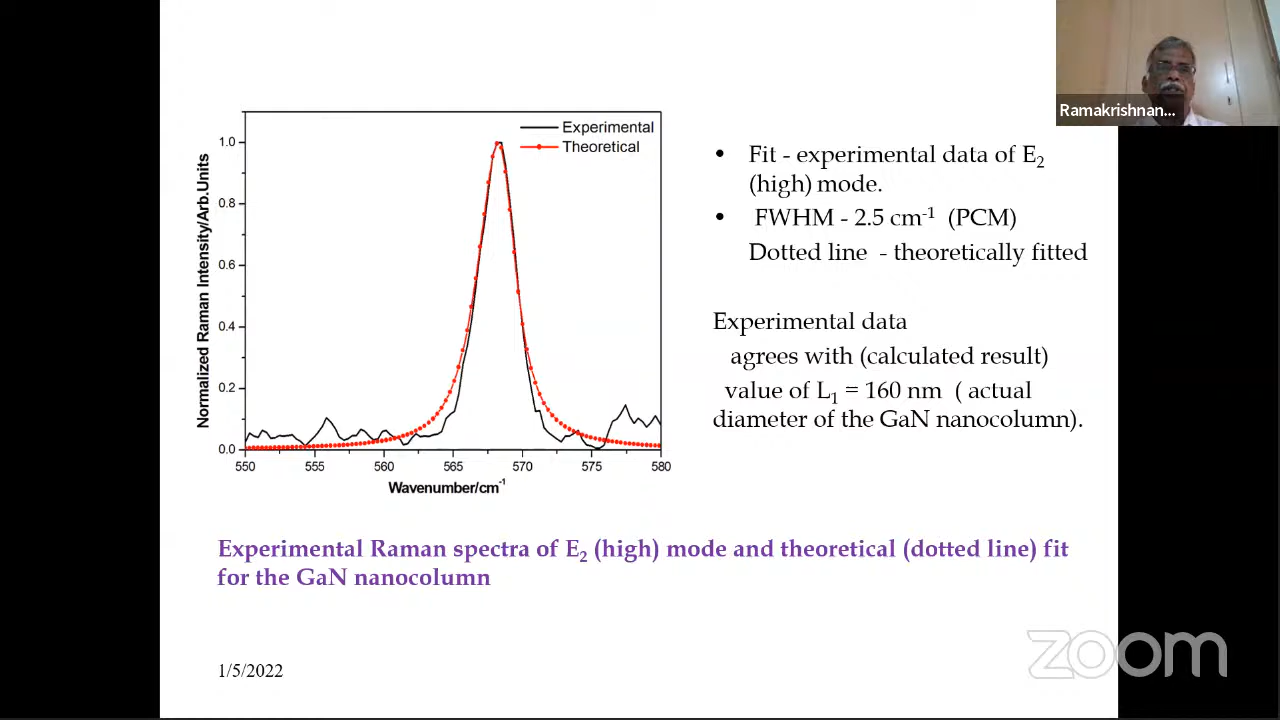 Ramakrishnan...
Experimental
Theoretical
1.0
0.8
0.6
0.4
0.2
0.0
550
555
560
565
570
575
580
Normalized Raman Intensity/Arb.Units
Wavenumber/cm⁻¹
• Fit - experimental data of E₂
(high) mode.
• FWHM - 2.5 cm⁻¹ (PCM)
Dotted line - theoretically fitted
Experimental data
agrees with (calculated result)
value of L₁ = 160 nm ( actual
diameter of the GaN nanocolumn).
Experimental Raman spectra of E₂ (high) mode and theoretical (dotted line) fit
for the GaN nanocolumn
1/5/2022
zoom